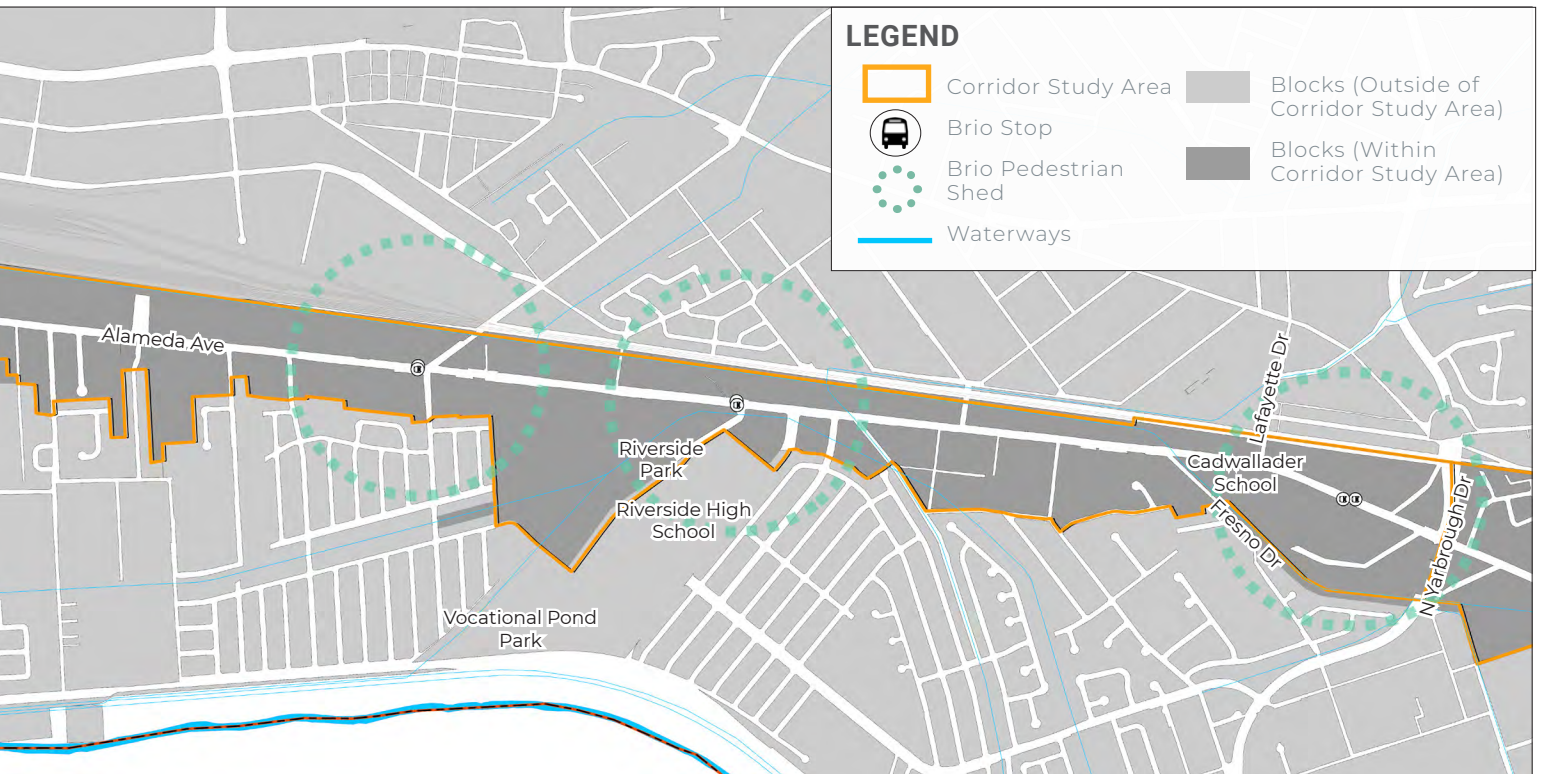 LEGEND
Corridor Study Area
Brio Stop
Brio Pedestrian
Shed
Waterways
Blocks (Outside of
Corridor Study Area)
Blocks (Within
Corridor Study Area)
Alameda Ave
Riverside
Park
Riverside High
School
Vocational Pond
Park
Lafayette Dr
Cadwallader
School
Fresno Dr
N Yarbrough Dr